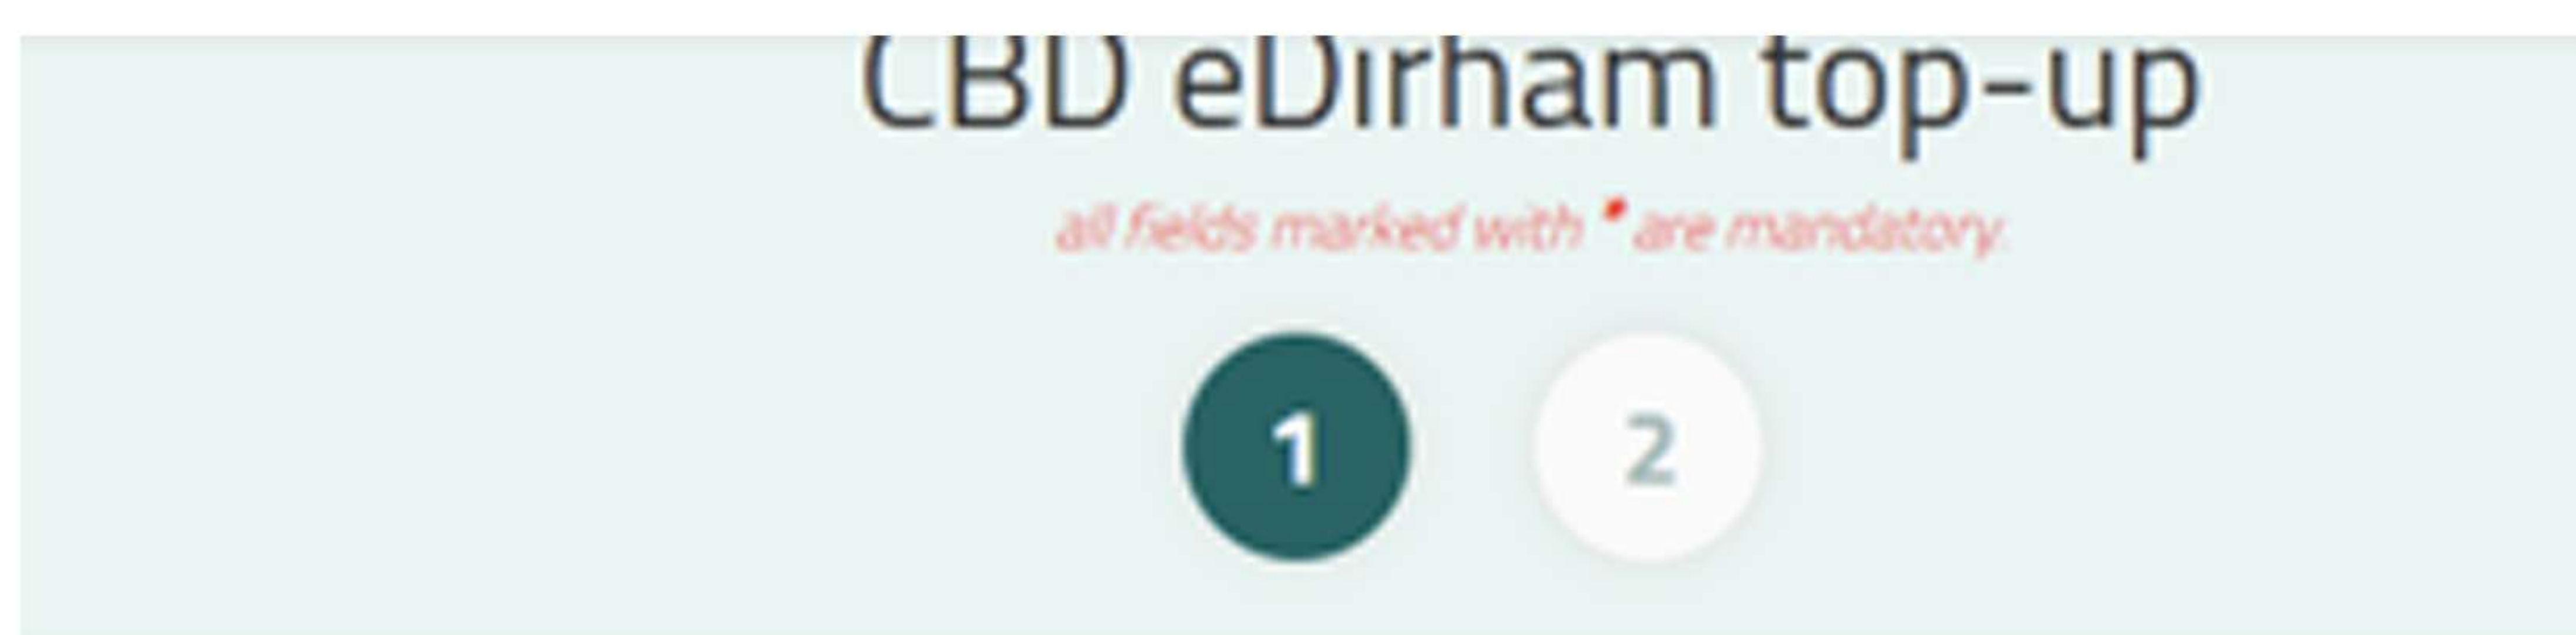 CBD eDirham top-up
all fields marked with * are mandatory.
1 2